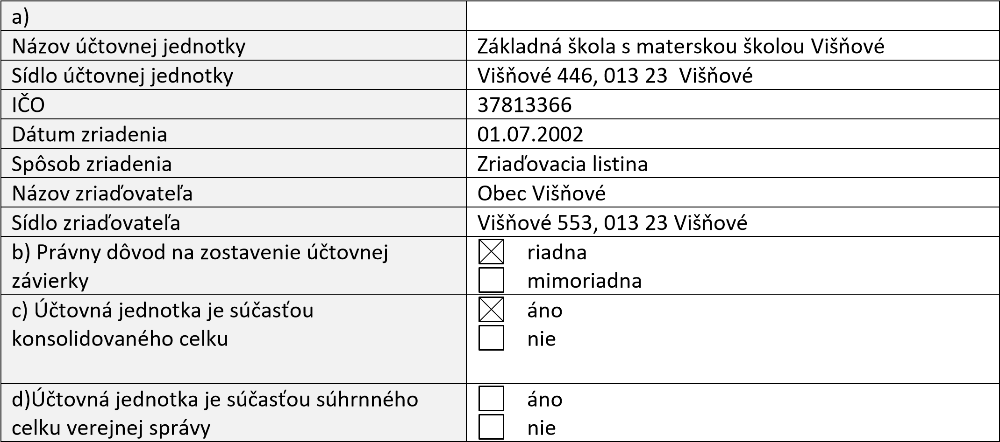 a)
Názov účtovnej jednotky Základná škola s materskou školou Višňové
Sídlo účtovnej jednotky Višňové 446, 013 23  Višňové
IČO 37813366
Dátum zriadenia 01.07.2002
Spôsob zriadenia Zriaďovacia listina
Názov zriaďovateľa Obec Višňové
Sídlo zriaďovateľa Višňové 553, 013 23 Višňové
b) Právny dôvod na zostavenie účtovnej ☒ riadna
závierky ☐ mimoriadna
c) Účtovná jednotka je súčasťou ☒ áno
konsolidovaného celku ☐ nie
d)Účtovná jednotka je súčasťou súhrnného ☐ áno
celku verejnej správy ☐ nie